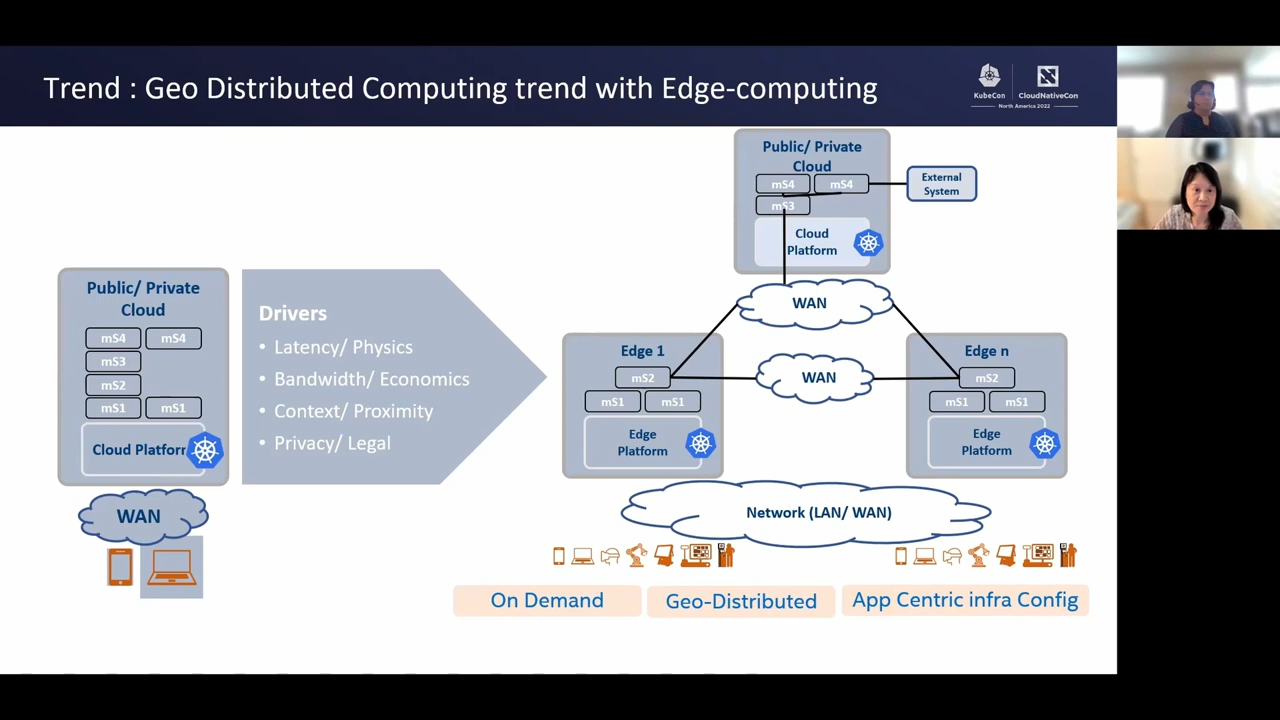 Trend : Geo Distributed Computing trend with Edge-computing
KubeCon
CloudNativeCon
North America 2022
Public/ Private
Cloud
mS4 mS4
mS3
mS2
mS1 mS1
Cloud Platform
WAN
Drivers
• Latency/ Physics
• Bandwidth/ Economics
• Context/ Proximity
• Privacy/ Legal
Public/ Private
Cloud
mS4 mS4
mS3
Cloud
Platform
External
System
WAN
Edge 1
mS2
mS1 mS1
Edge
Platform
WAN
Edge n
mS2
mS1 mS1
Edge
Platform
Network (LAN/ WAN)
On Demand
Geo-Distributed
App Centric infra Config